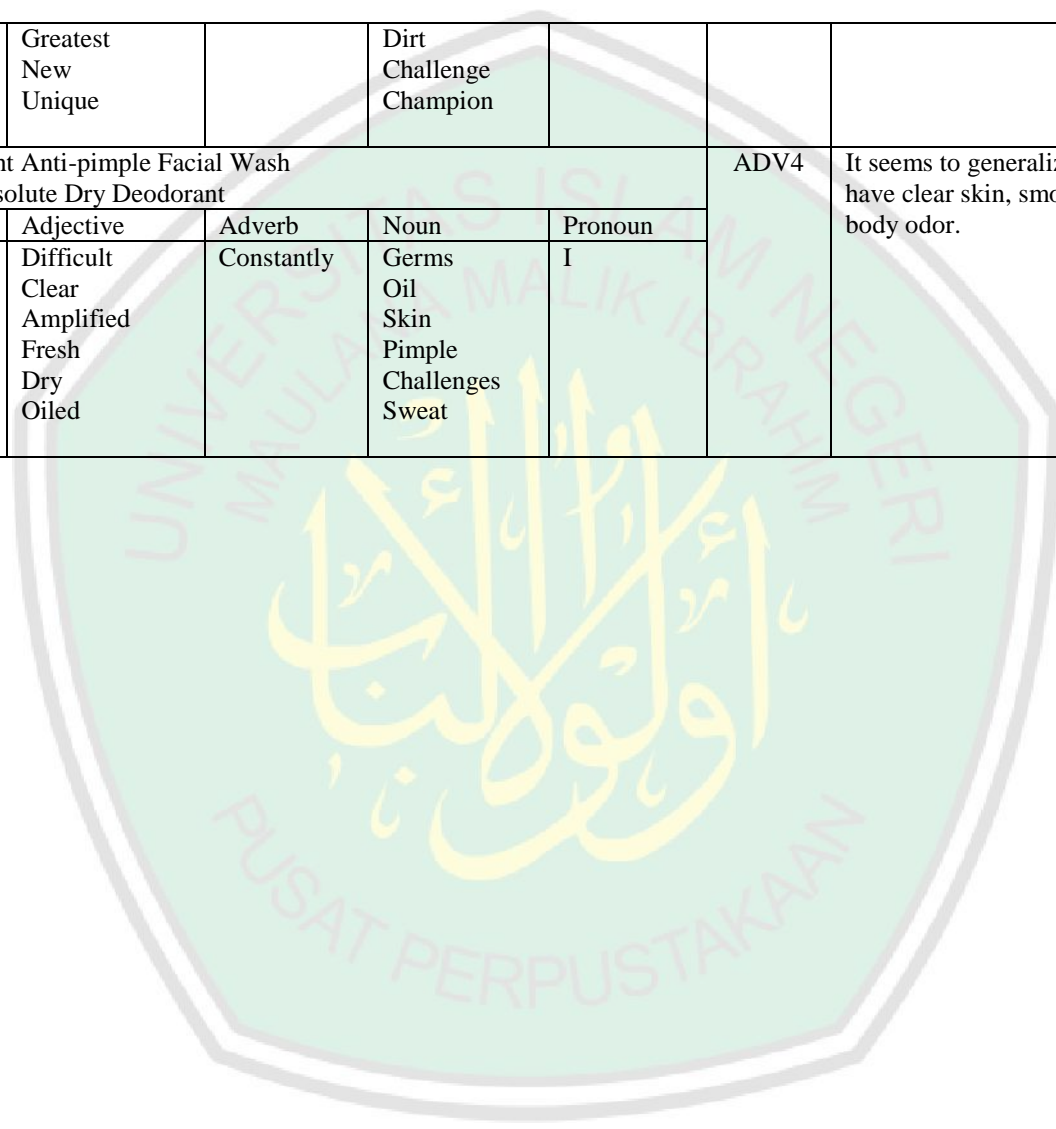 Greatest Dirt
New Challenge
Unique Champion
nt Anti-pimple Facial Wash ADV4 It seems to generaliz
solute Dry Deodorant have clear skin, smo
Adjective Adverb Noun Pronoun body odor.
Difficult Constantly Germs I
Clear Oil
Amplified Skin
Fresh Pimple
Dry Challenges
Oiled Sweat
UNIVERSITAS ISLAM NEGERI
MAULANA MALIK IBRAHIM
أولوا الألباب
PUSAT PERPUSTAKAAN